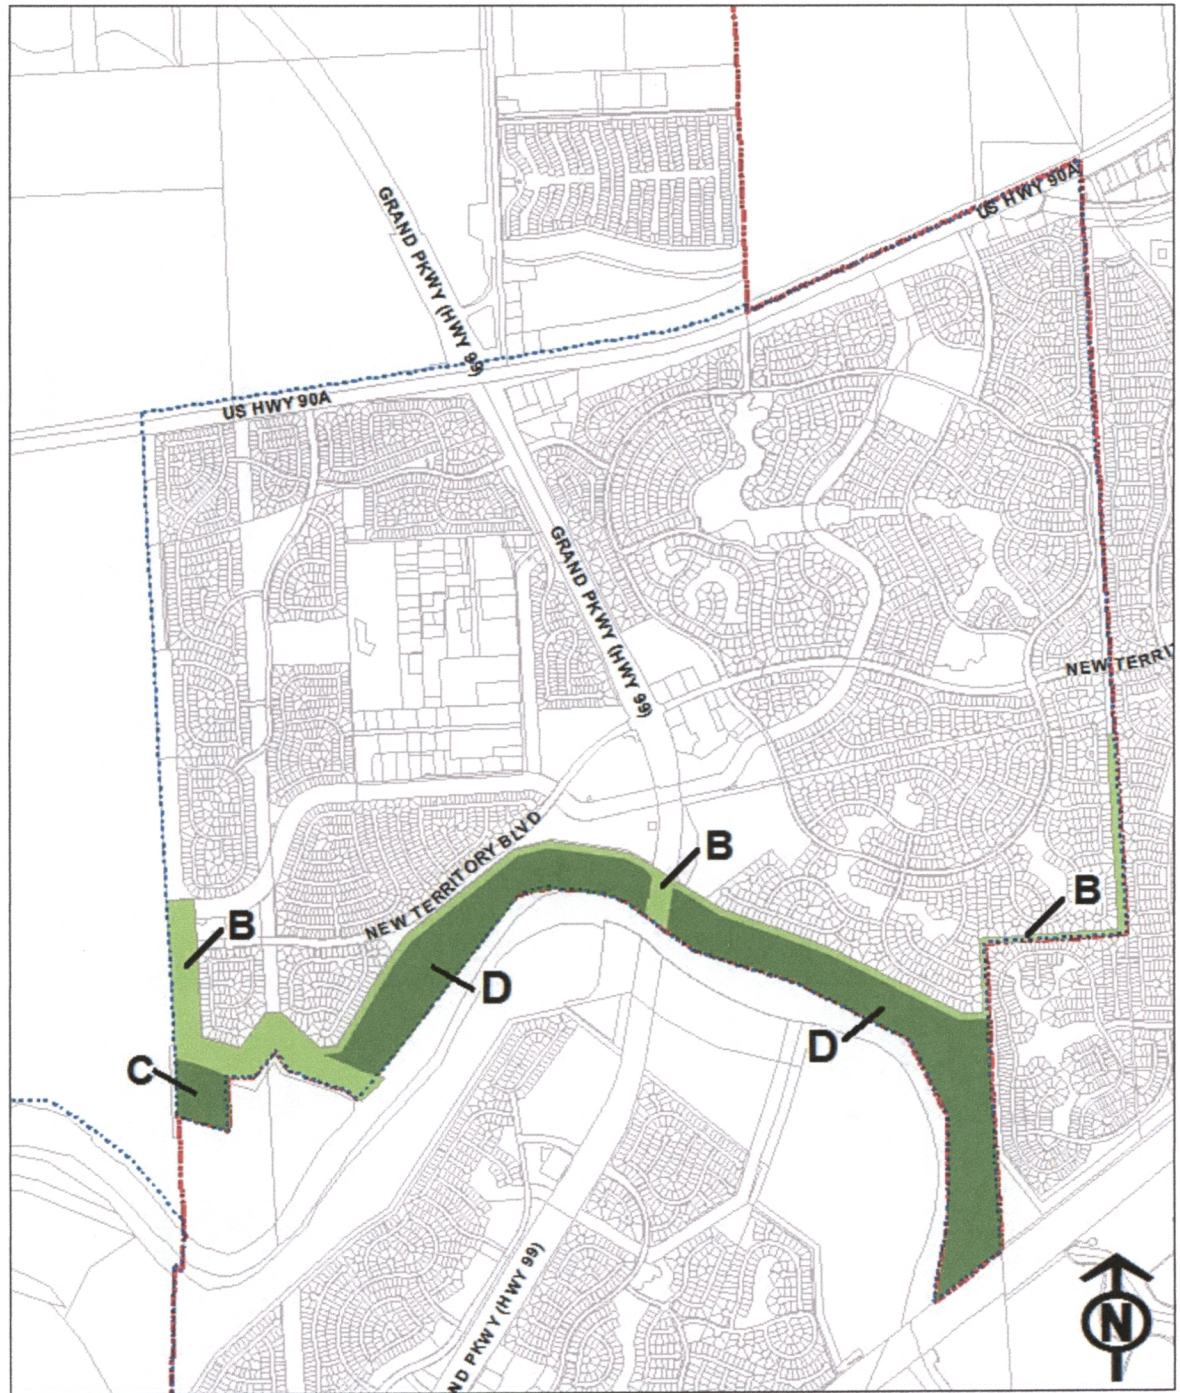 GRAND PKWY (HWY 99)
US HWY 90A
US HWY 90A
GRAND PKWY (HWY 99)
NEW TERRI
B
NEW TERRITORY BLVD
B
B
D
D
C
ND PKWY (HWY 99)
N